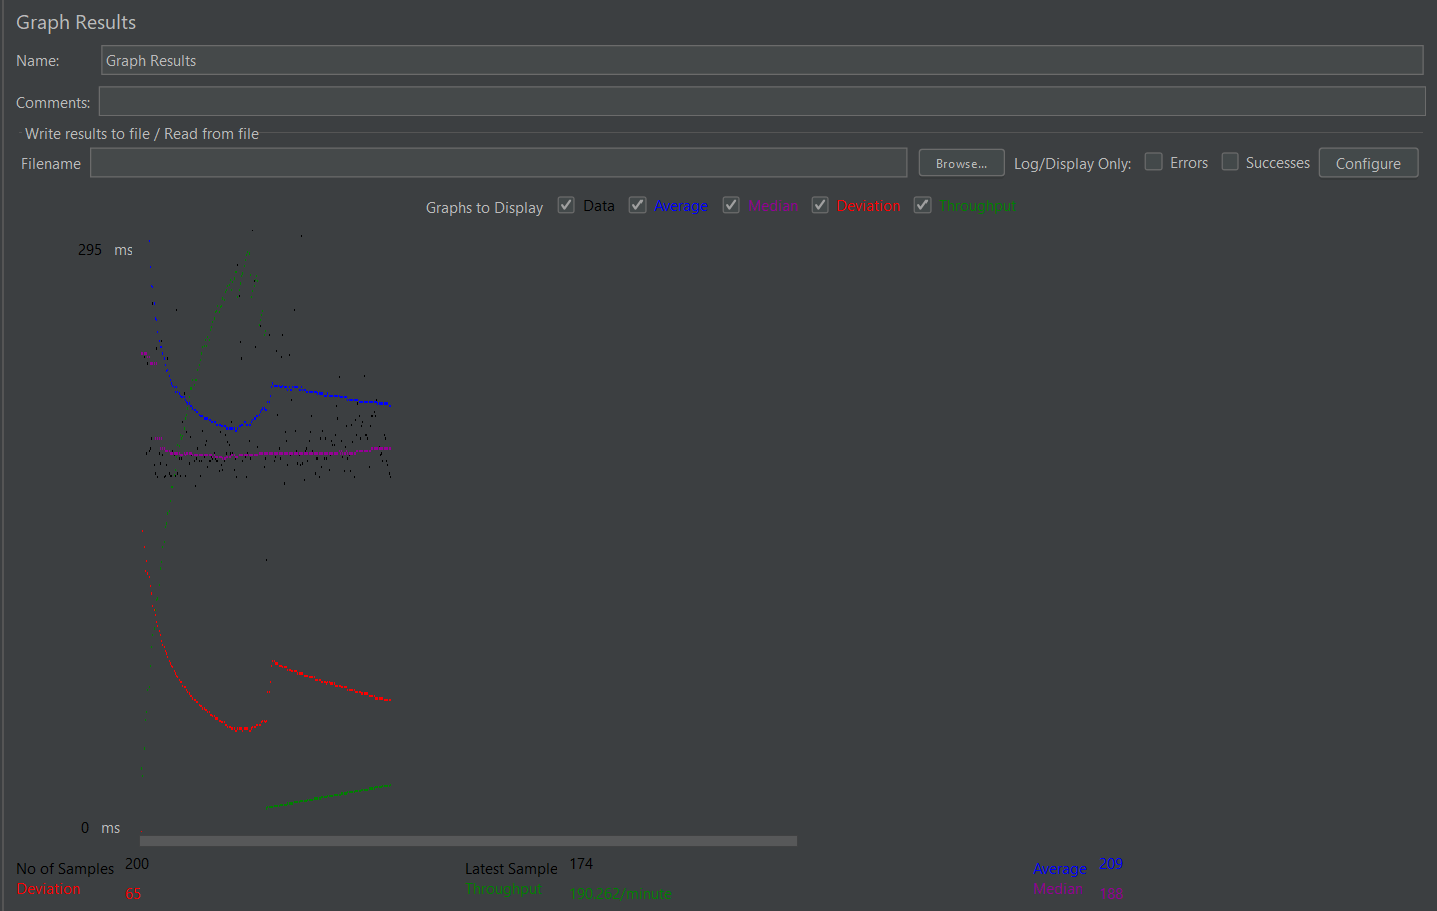 Graph Results
Name: Graph Results
Comments:
Write results to file / Read from file
Filename Browse... Log/Display Only: Errors Successes Configure
Graphs to Display Data Average Median Deviation Throughput
295 ms
0 ms
No of Samples 200 Latest Sample 174 Average 209
Deviation 65 Throughput 190.262/minute Median 188